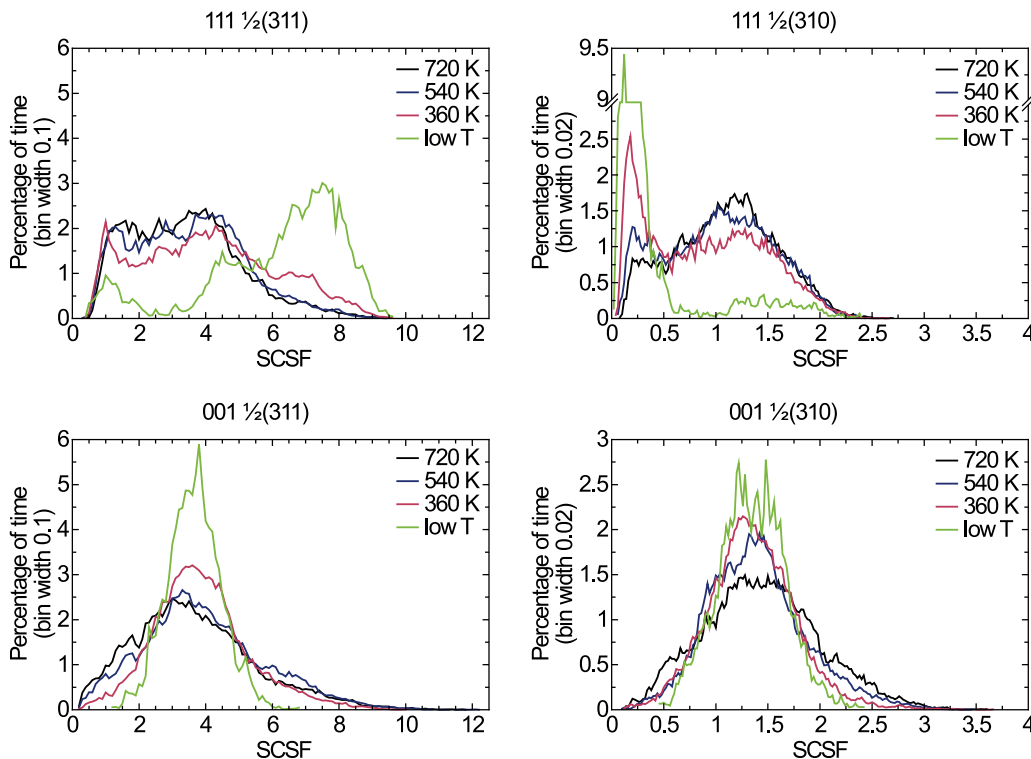 111 ½(311)
6
5
4
3
2
1
0
Percentage of time
(bin width 0.1)
720 K
540 K
360 K
low T
0 2 4 6 8 10 12
SCSF
111 ½(310)
9.5
9
2.5
2
1.5
1
0.5
0
Percentage of time
(bin width 0.02)
720 K
540 K
360 K
low T
0 0.5 1 1.5 2 2.5 3 3.5 4
SCSF
001 ½(311)
6
5
4
3
2
1
0
Percentage of time
(bin width 0.1)
720 K
540 K
360 K
low T
0 2 4 6 8 10 12
SCSF
001 ½(310)
3
2.5
2
1.5
1
0.5
0
Percentage of time
(bin width 0.02)
720 K
540 K
360 K
low T
0 0.5 1 1.5 2 2.5 3 3.5 4
SCSF